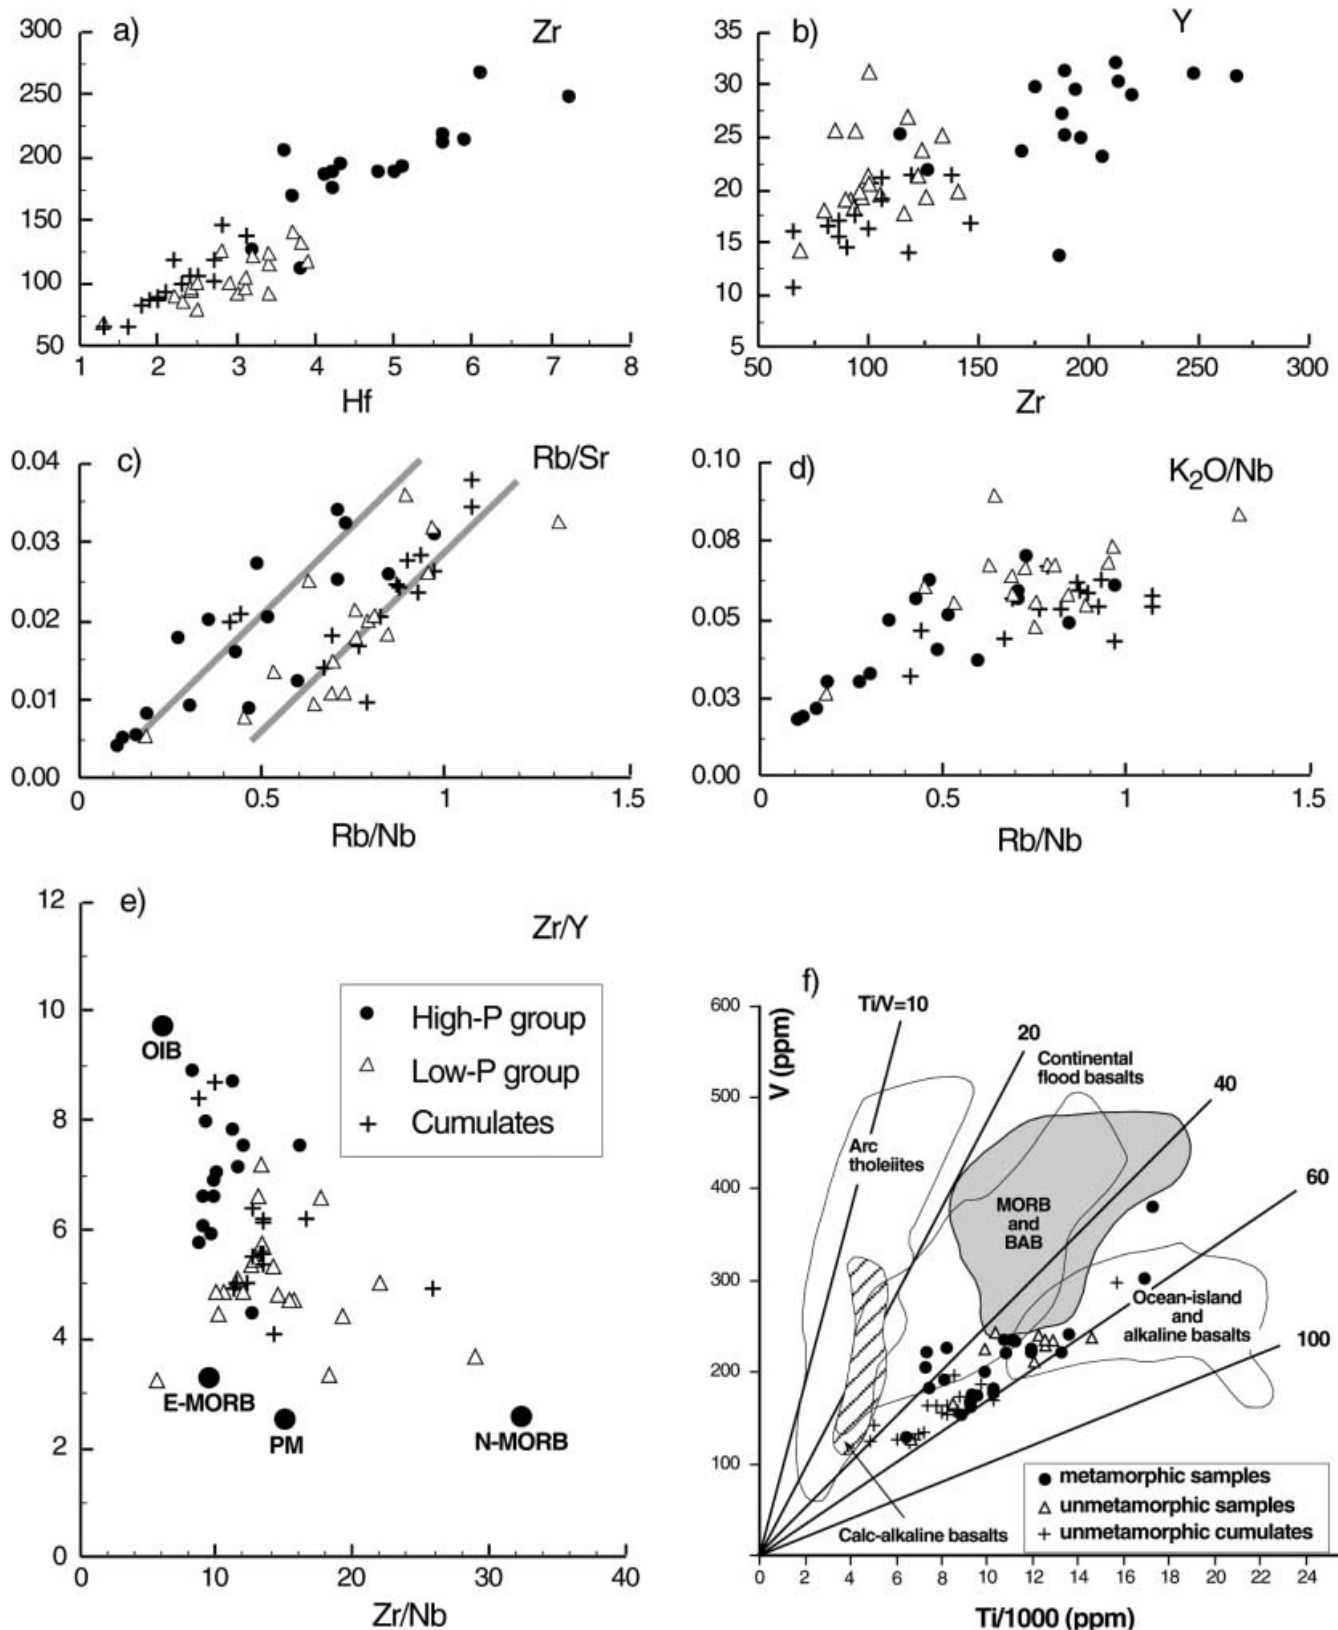 a)
Zr
300
250
200
150
100
50
1 2 3 4 5 6 7 8
Hf
b)
Y
35
30
25
20
15
10
5
50 100 150 200 250 300
Zr
c)
Rb/Sr
0.04
0.03
0.02
0.01
0.00
0 0.5 1 1.5
Rb/Nb
d)
K2O/Nb
0.10
0.08
0.05
0.03
0.00
0 0.5 1 1.5
Rb/Nb
e)
Zr/Y
12
10
8
6
4
2
0
High-P group
Low-P group
Cumulates
OIB
E-MORB
PM
N-MORB
0 10 20 30 40
Zr/Nb
f)
V (ppm)
600
500
400
300
200
100
0
Ti/V=10
20
40
60
100
Continental
flood basalts
Arc
tholeiites
MORB
and
BAB
Ocean-island
and
alkaline basalts
Calc-alkaline basalts
metamorphic samples
unmetamorphic samples
unmetamorphic cumulates
0 2 4 6 8 10 12 14 16 18 20 22 24
Ti/1000 (ppm)